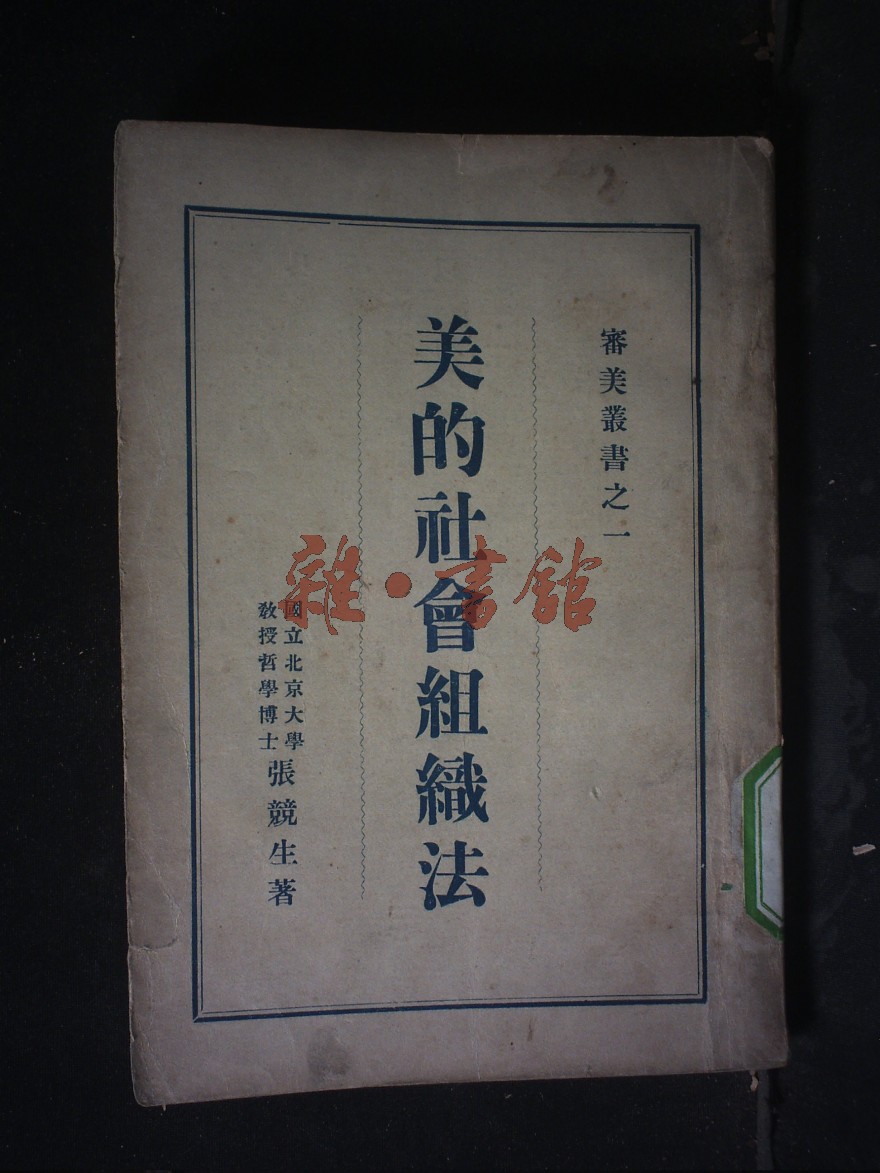 審美叢書之一
美的社會組織法
國立北京大學
教授哲學博士
張競生著
雜·書館